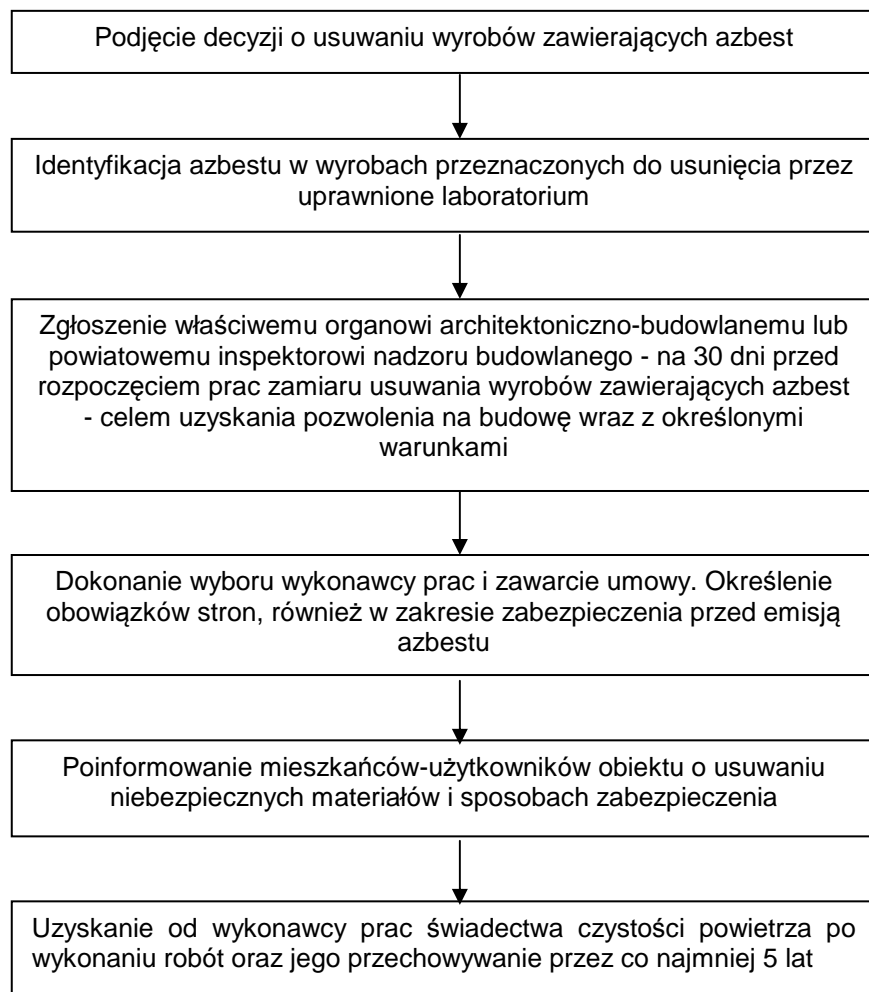 Podjęcie decyzji o usuwaniu wyrobów zawierających azbest
Identyfikacja azbestu w wyrobach przeznaczonych do usunięcia przez
uprawnione laboratorium
Zgłoszenie właściwemu organowi architektoniczno-budowlanemu lub
powiatowemu inspektorowi nadzoru budowlanego - na 30 dni przed
rozpoczęciem prac zamiaru usuwania wyrobów zawierających azbest
- celem uzyskania pozwolenia na budowę wraz z określonymi
warunkami
Dokonanie wyboru wykonawcy prac i zawarcie umowy. Określenie
obowiązków stron, również w zakresie zabezpieczenia przed emisją
azbestu
Poinformowanie mieszkańców-użytkowników obiektu o usuwaniu
niebezpiecznych materiałów i sposobach zabezpieczenia
Uzyskanie od wykonawcy prac świadectwa czystości powietrza po
wykonaniu robót oraz jego przechowywanie przez co najmniej 5 lat